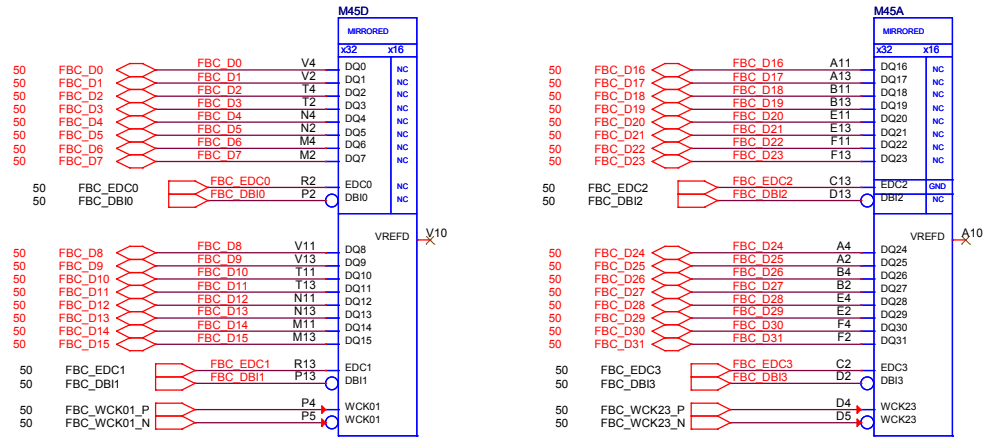 M45D
MIRRORED
x32 x16
50 FBC_D0 FBC_D0 V4 DQ0 NC
50 FBC_D1 FBC_D1 V2 DQ1 NC
50 FBC_D2 FBC_D2 T4 DQ2 NC
50 FBC_D3 FBC_D3 T2 DQ3 NC
50 FBC_D4 FBC_D4 N4 DQ4 NC
50 FBC_D5 FBC_D5 N2 DQ5 NC
50 FBC_D6 FBC_D6 M4 DQ6 NC
50 FBC_D7 FBC_D7 M2 DQ7 NC
50 FBC_EDC0 FBC_EDC0 R2 EDC0 NC
50 FBC_DBI0 FBC_DBI0 P2 DBI0 NC
VREFD V10
50 FBC_D8 FBC_D8 V11 DQ8
50 FBC_D9 FBC_D9 V13 DQ9
50 FBC_D10 FBC_D10 T11 DQ10
50 FBC_D11 FBC_D11 T13 DQ11
50 FBC_D12 FBC_D12 N11 DQ12
50 FBC_D13 FBC_D13 N13 DQ13
50 FBC_D14 FBC_D14 M11 DQ14
50 FBC_D15 FBC_D15 M13 DQ15
50 FBC_EDC1 FBC_EDC1 R13 EDC1
50 FBC_DBI1 FBC_DBI1 P13 DBI1
50 FBC_WCK01_P P4 WCK01
50 FBC_WCK01_N P5 WCK01
M45A
MIRRORED
x32 x16
50 FBC_D16 FBC_D16 A11 DQ16 NC
50 FBC_D17 FBC_D17 A13 DQ17 NC
50 FBC_D18 FBC_D18 B11 DQ18 NC
50 FBC_D19 FBC_D19 B13 DQ19 NC
50 FBC_D20 FBC_D20 E11 DQ20 NC
50 FBC_D21 FBC_D21 E13 DQ21 NC
50 FBC_D22 FBC_D22 F11 DQ22 NC
50 FBC_D23 FBC_D23 F13 DQ23 NC
50 FBC_EDC2 FBC_EDC2 C13 EDC2 GND
50 FBC_DBI2 FBC_DBI2 D13 DBI2 NC
VREFD A10
50 FBC_D24 FBC_D24 A4 DQ24
50 FBC_D25 FBC_D25 A2 DQ25
50 FBC_D26 FBC_D26 B4 DQ26
50 FBC_D27 FBC_D27 B2 DQ27
50 FBC_D28 FBC_D28 E4 DQ28
50 FBC_D29 FBC_D29 E2 DQ29
50 FBC_D30 FBC_D30 F4 DQ30
50 FBC_D31 FBC_D31 F2 DQ31
50 FBC_EDC3 FBC_EDC3 C2 EDC3
50 FBC_DBI3 FBC_DBI3 D2 DBI3
50 FBC_WCK23_P D4 WCK23
50 FBC_WCK23_N D5 WCK23